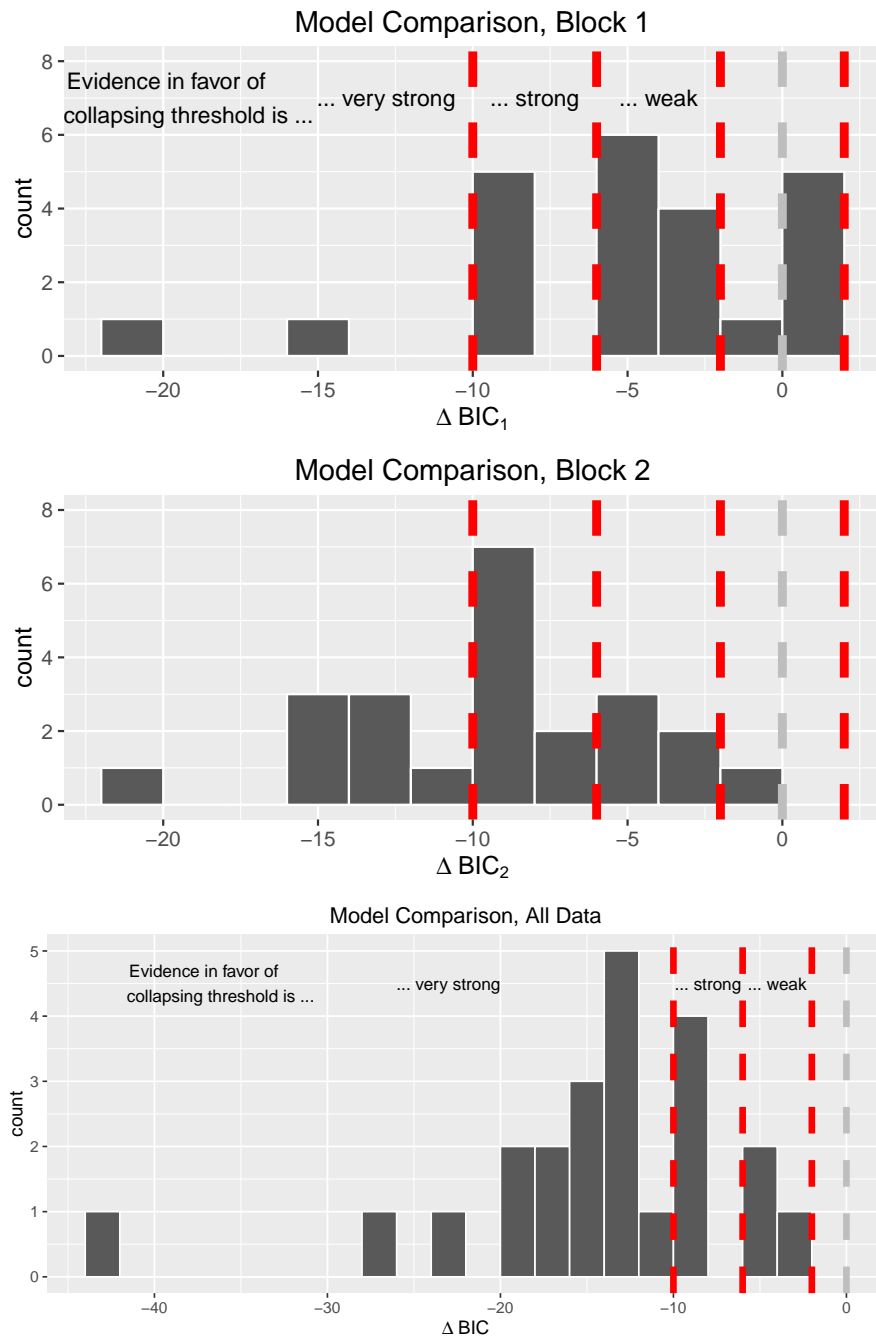 Model Comparison, Block 1
Evidence in favor of
collapsing threshold is ...
... very strong
... strong
... weak
count
8
6
4
2
0
−20
−15
−10
−5
0
Δ BIC₁
Model Comparison, Block 2
count
8
6
4
2
0
−20
−15
−10
−5
0
Δ BIC₂
Model Comparison, All Data
Evidence in favor of
collapsing threshold is ...
... very strong
... strong
... weak
count
5
4
3
2
1
0
−40
−30
−20
−10
0
Δ BIC